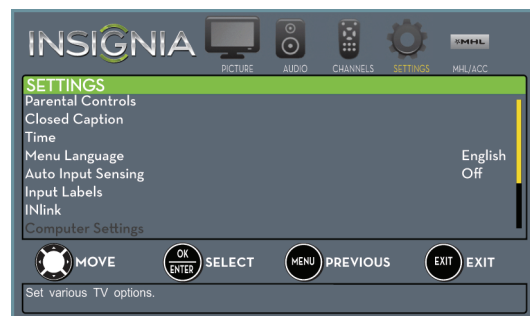 INSIGNIA
PICTURE AUDIO CHANNELS SETTINGS MHL/ACC
MHL
SETTINGS
Parental Controls
Closed Caption
Time
Menu Language English
Auto Input Sensing Off
Input Labels
INlink
Computer Settings
MOVE OK ENTER SELECT MENU PREVIOUS EXIT EXIT
Set various TV options.